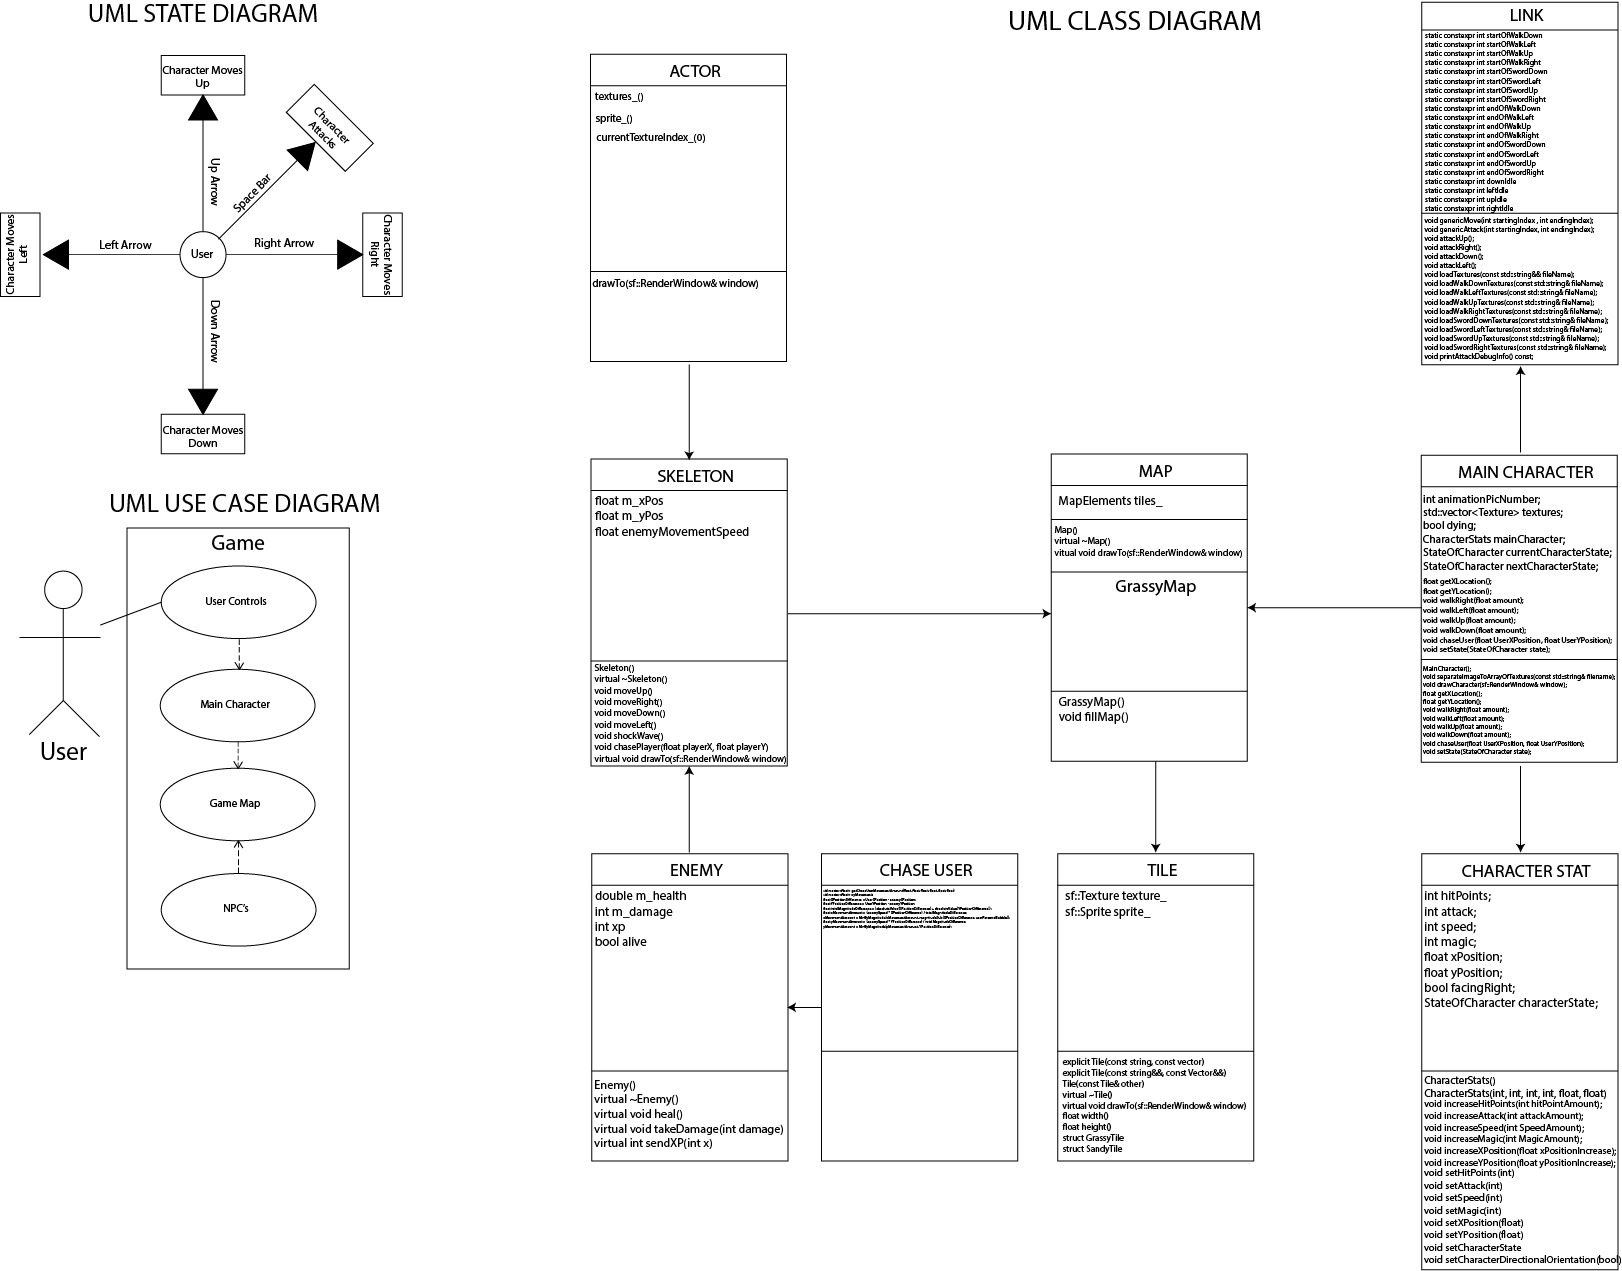 UML STATE DIAGRAM
Character Moves
Up
Character
Attacks
Up Arrow
Space Bar
Character Moves
Left
Left Arrow
User
Right Arrow
Character Moves
Right
Down Arrow
Character Moves
Down
UML USE CASE DIAGRAM
Game
User Controls
Main Character
Game Map
NPC's
User
UML CLASS DIAGRAM
ACTOR
textures_()
sprite_()
currentTextureIndex_(0)
drawTo(sf::RenderWindow& window)
SKELETON
float m_xPos
float m_yPos
float enemyMovementSpeed
Skeleton()
virtual ~Skeleton()
void moveUp()
void moveRight()
void moveDown()
void moveLeft()
void shockWave()
void chasePlayer(float playerX, float playerY)
virtual void drawTo(sf::RenderWindow& window)
ENEMY
double m_health
int m_damage
int xp
bool alive
Enemy()
virtual ~Enemy()
virtual void heal()
virtual void takeDamage(int damage)
virtual int sendXP(int x)
CHASE USER
MAP
MapElements tiles_
Map()
virtual ~Map()
vitual void drawTo(sf::RenderWindow& window)
GrassyMap
GrassyMap()
void fillMap()
TILE
sf::Texture texture_
sf::Sprite sprite_
explicit Tile(const string, const vector)
explicit Tile(const string&&, const Vector&&)
Tile(const Tile& other)
virtual ~Tile()
virtual void drawTo(sf::RenderWindow& window)
float width()
float height()
struct GrassyTile
struct SandyTile
LINK
static constexpr int startOfWalkDown
static constexpr int startOfWalkLeft
static constexpr int startOfWalkUp
static constexpr int startOfWalkRight
static constexpr int startOfSwordDown
static constexpr int startOfSwordLeft
static constexpr int startOfSwordUp
static constexpr int startOfSwordRight
static constexpr int endOfWalkDown
static constexpr int endOfWalkLeft
static constexpr int endOfWalkUp
static constexpr int endOfWalkRight
static constexpr int endOfSwordDown
static constexpr int endOfSwordLeft
static constexpr int endOfSwordUp
static constexpr int endOfSwordRight
static constexpr int downIdle
static constexpr int leftIdle
static constexpr int upIdle
static constexpr int rightIdle
void genericMove(int startingIndex , int endingIndex);
void genericAttack(int startingIndex, int endingIndex);
void attackUp();
void attackRight();
void attackDown();
void attackLeft();
void loadTextures(const std::string&& fileName);
void loadWalkDownTextures(const std::string& fileName);
void loadWalkLeftTextures(const std::string& fileName);
void loadWalkUpTextures(const std::string& fileName);
void loadWalkRightTextures(const std::string& fileName);
void loadSwordDownTextures(const std::string& fileName);
void loadSwordLeftTextures(const std::string& fileName);
void loadSwordUpTextures(const std::string& fileName);
void loadSwordRightTextures(const std::string& fileName);
void printAttackDebugInfo() const;
MAIN CHARACTER
int animationPicNumber;
std::vector<Texture> textures;
bool dying;
CharacterStats mainCharacter;
StateOfCharacter currentCharacterState;
StateOfCharacter nextCharacterState;
float getXLocation();
float getYLocation();
void walkRight(float amount);
void walkLeft(float amount);
void walkUp(float amount);
void walkDown(float amount);
void chaseUser(float UserXPosition, float UserYPosition);
void setState(StateOfCharacter state);
MainCharacter();
void separateImageToArrayOfTextures(const std::string& filename);
void drawCharacter(sf::RenderWindow& window);
float getXLocation();
float getYLocation();
void walkRight(float amount);
void walkLeft(float amount);
void walkUp(float amount);
void walkDown(float amount);
void chaseUser(float UserXPosition, float UserYPosition);
void setState(StateOfCharacter state);
CHARACTER STAT
int hitPoints;
int attack;
int speed;
int magic;
float xPosition;
float yPosition;
bool facingRight;
StateOfCharacter characterState;
CharacterStats()
CharacterStats(int, int, int, int, float, float)
void increaseHitPoints(int hitPointAmount);
void increaseAttack(int attackAmount);
void increaseSpeed(int SpeedAmount);
void increaseMagic(int MagicAmount);
void increaseXPosition(float xPositionIncrease);
void increaseYPosition(float yPositionIncrease);
void setHitPoints(int)
void setAttack(int)
void setSpeed(int)
void setMagic(int)
void setXPosition(float)
void setYPosition(float)
void setCharacterState
void setCharacterDirectionalOrientation(bool)